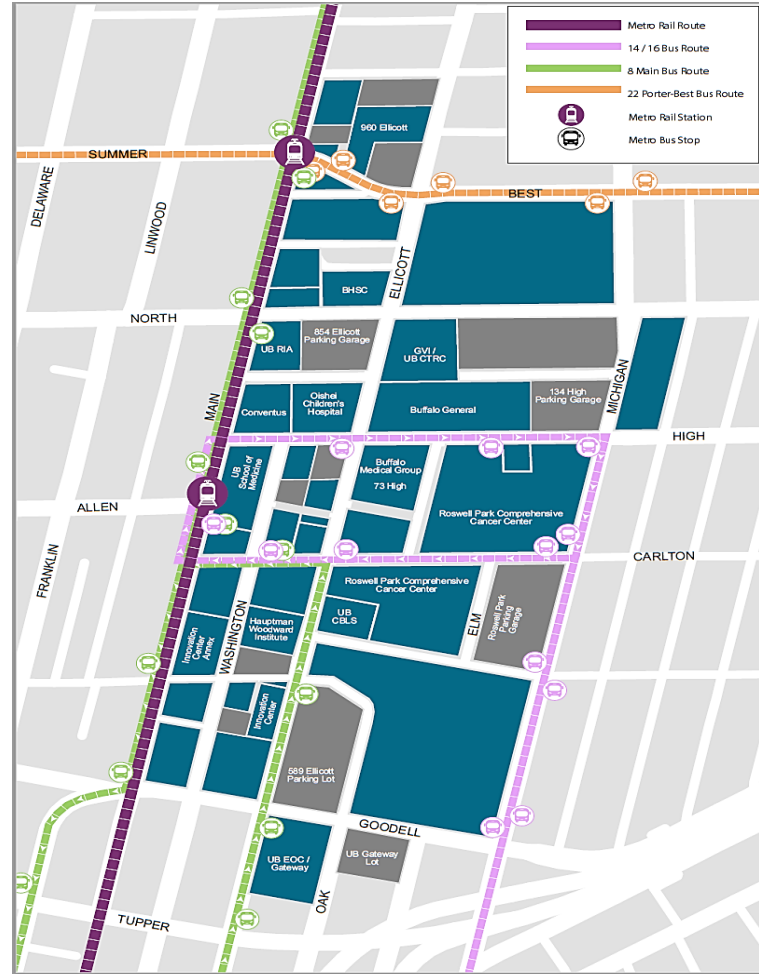 Metro Rail Route
14 / 16 Bus Route
8 Main Bus Route
22 Porter-Best Bus Route
Metro Rail Station
Metro Bus Stop
960 Ellicott
SUMMER
BEST
DELAWARE
LINWOOD
ELLICOTT
BHSC
NORTH
UB RIA
854 Ellicott
Parking Garage
GVI /
UB CTRC
MICHIGAN
MAIN
Conventus
Oishei
Children's
Hospital
Buffalo General
134 High
Parking Garage
HIGH
UB
School of
Medicine
Buffalo
Medical Group
73 High
ALLEN
Roswell Park Comprehensive
Cancer Center
FRANKLIN
CARLTON
Roswell Park Comprehensive
Cancer Center
UB
CBLS
ELM
Roswell Park
Parking
Garage
WASHINGTON
Hauptman
Woodward
Institute
Innovation
Center
Annex
Innovation
Center
589 Ellicott
Parking Lot
GOODELL
UB EOC /
Gateway
UB Gateway
Lot
OAK
TUPPER